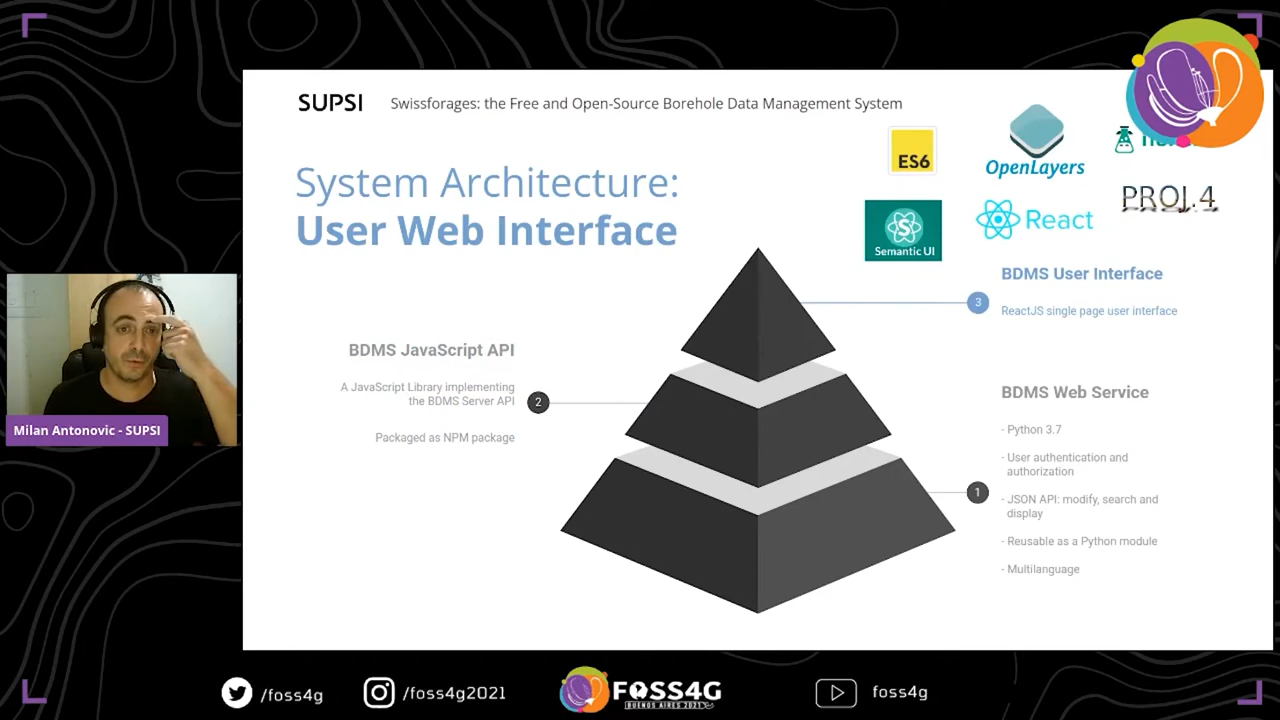 SUPSI
Swissforages: the Free and Open-Source Borehole Data Management System
System Architecture:
User Web Interface
ES6
OpenLayers
PROJ.4
Semantic UI
React
BDMS User Interface
3
ReactJS single page user interface
BDMS JavaScript API
A JavaScript Library implementing
the BDMS Server API
2
Packaged as NPM package
BDMS Web Service
- Python 3.7
- User authentication and
authorization
1
- JSON API: modify, search and
display
- Reusable as a Python module
- Multilanguage
Milan Antonovic - SUPSI
/foss4g
/foss4g2021
FOSS4G
BUENOS AIRES 2021
foss4g